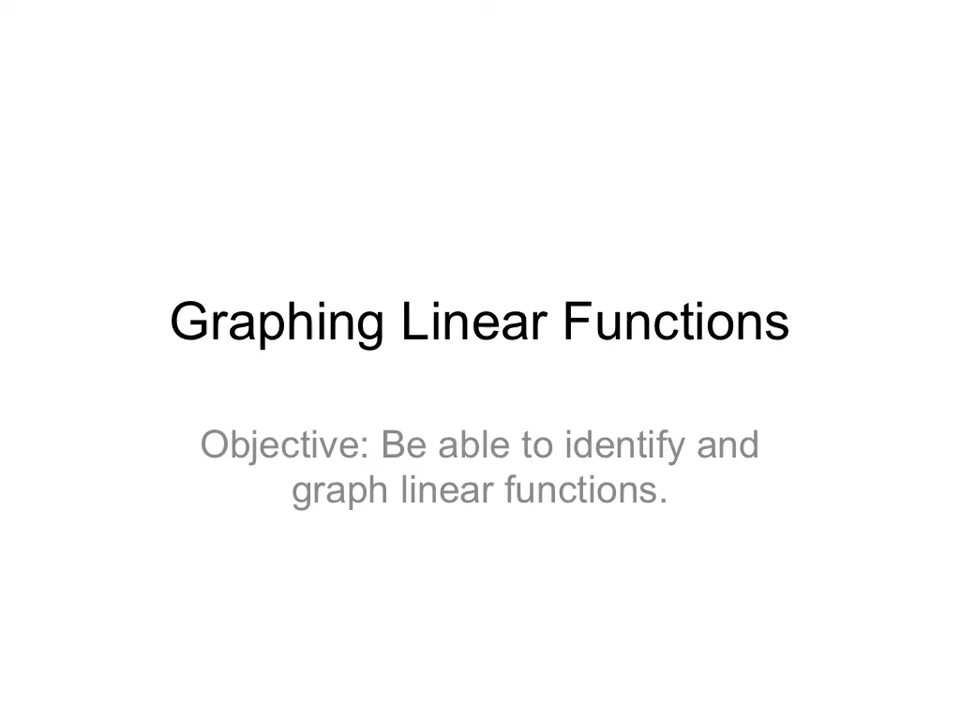 Graphing Linear Functions
Objective: Be able to identify and
graph linear functions.